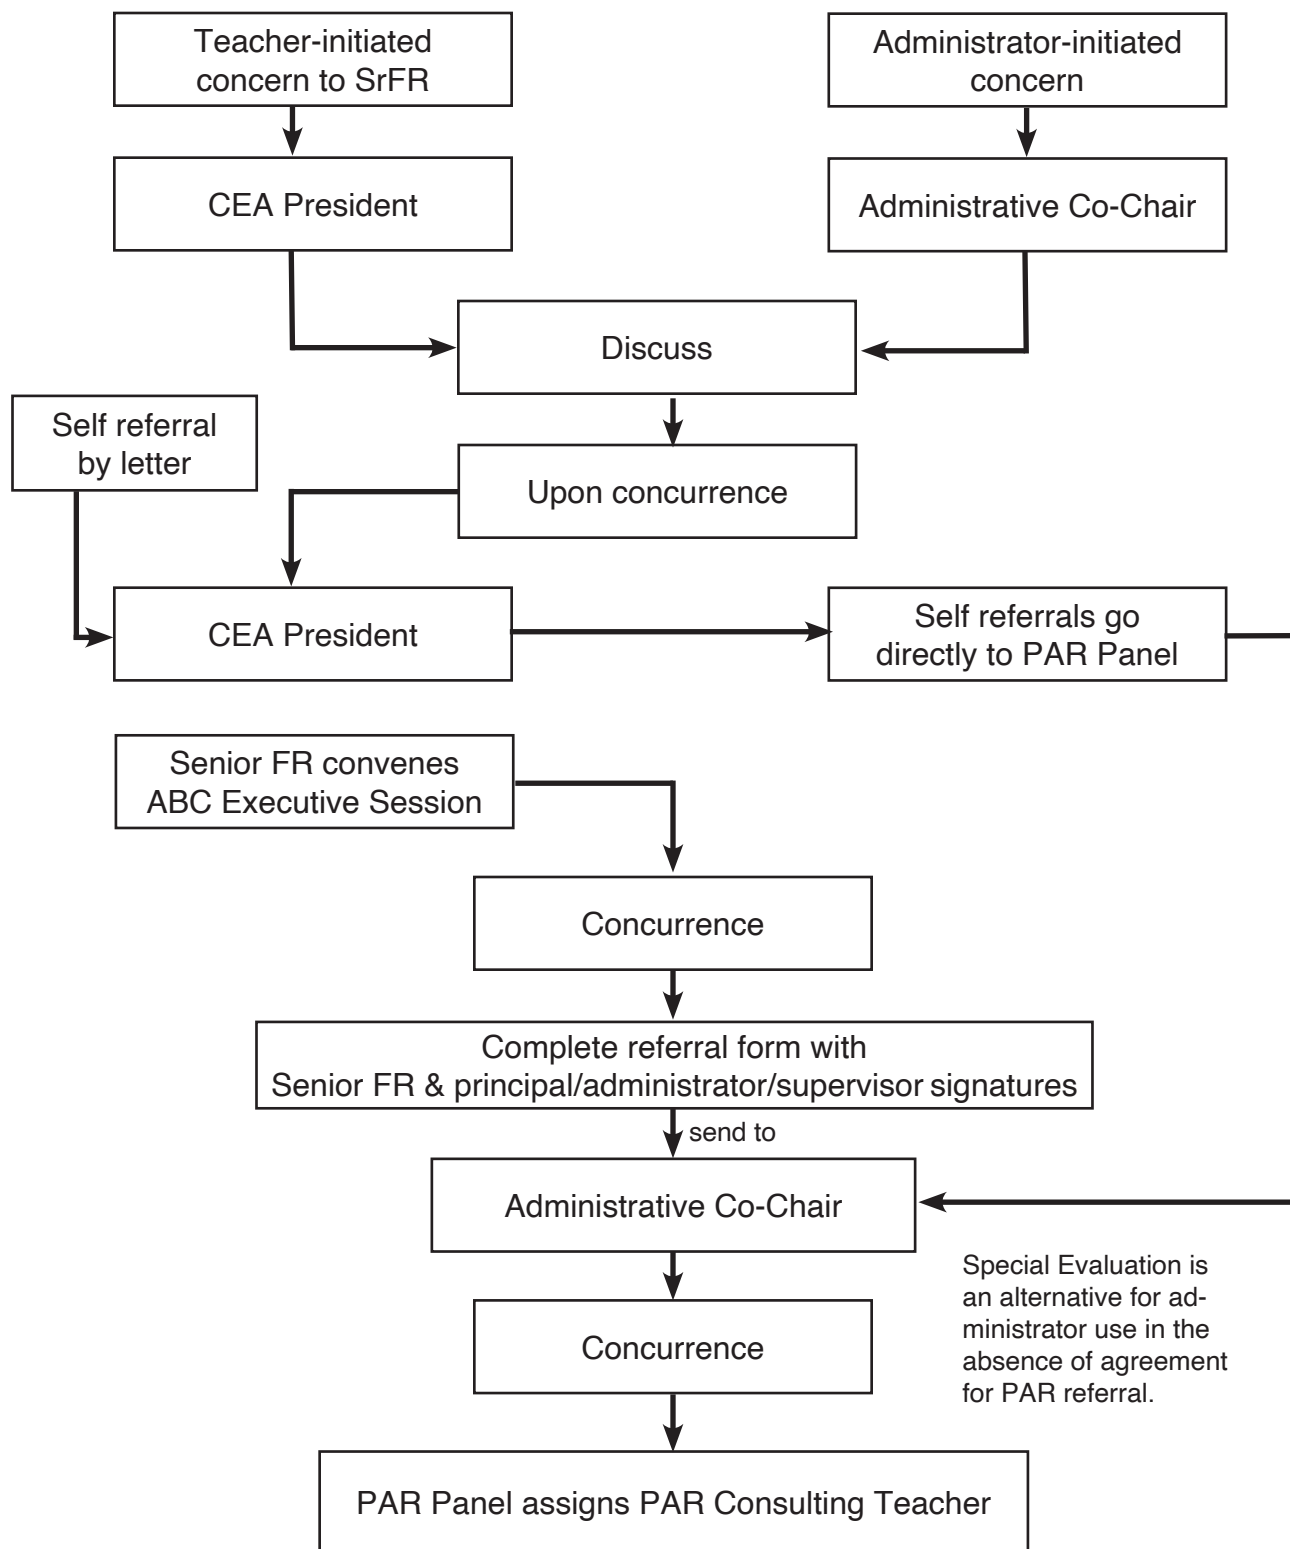 Teacher-initiated
concern to SrFR
Administrator-initiated
concern
CEA President
Administrative Co-Chair
Discuss
Self referral
by letter
Upon concurrence
CEA President
Self referrals go
directly to PAR Panel
Senior FR convenes
ABC Executive Session
Concurrence
Complete referral form with
Senior FR & principal/administrator/supervisor signatures
send to
Administrative Co-Chair
Special Evaluation is
an alternative for ad-
ministrator use in the
absence of agreement
for PAR referral.
Concurrence
PAR Panel assigns PAR Consulting Teacher